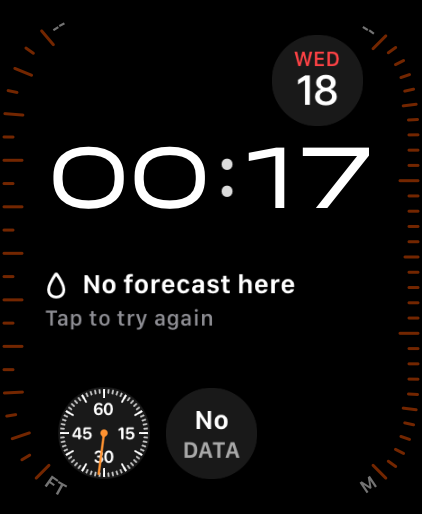 --
--
WED
18
00:17
No forecast here
Tap to try again
60
45
15
30
No
DATA
FT
M